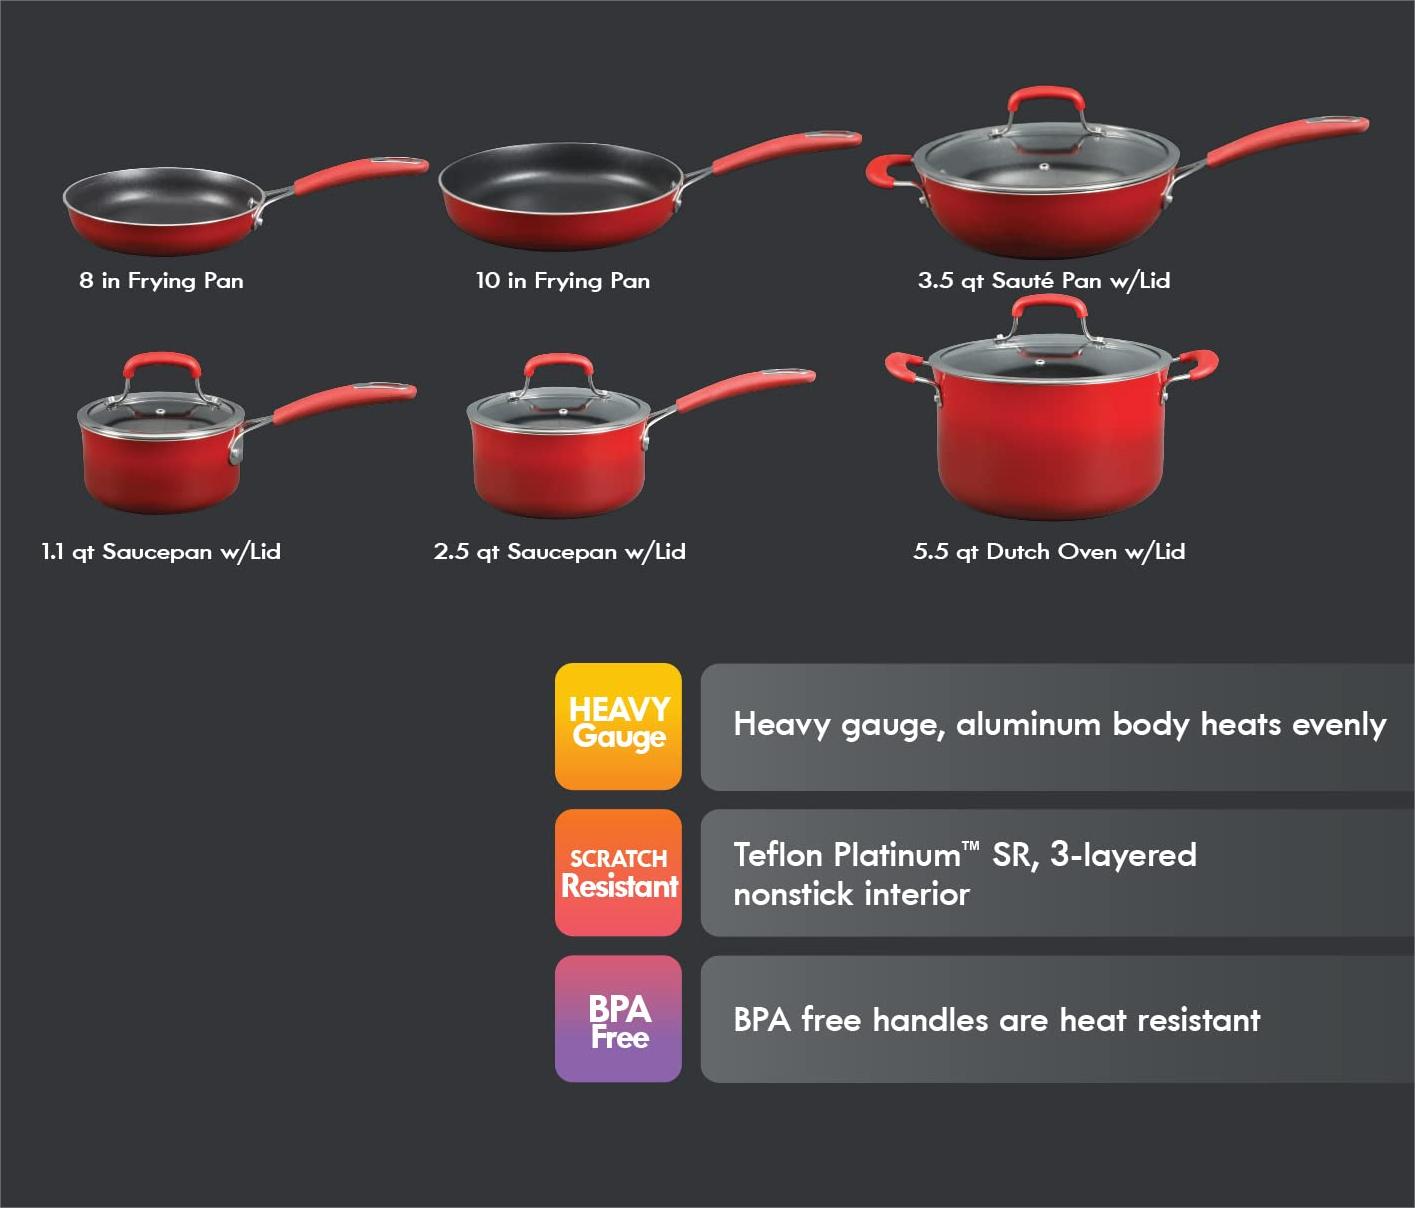 8 in Frying Pan
10 in Frying Pan
3.5 qt Sauté Pan w/Lid
1.1 qt Saucepan w/Lid
2.5 qt Saucepan w/Lid
5.5 qt Dutch Oven w/Lid
HEAVY
Gauge
Heavy gauge, aluminum body heats evenly
SCRATCH
Resistant
Teflon Platinum™ SR, 3-layered
nonstick interior
BPA
Free
BPA free handles are heat resistant